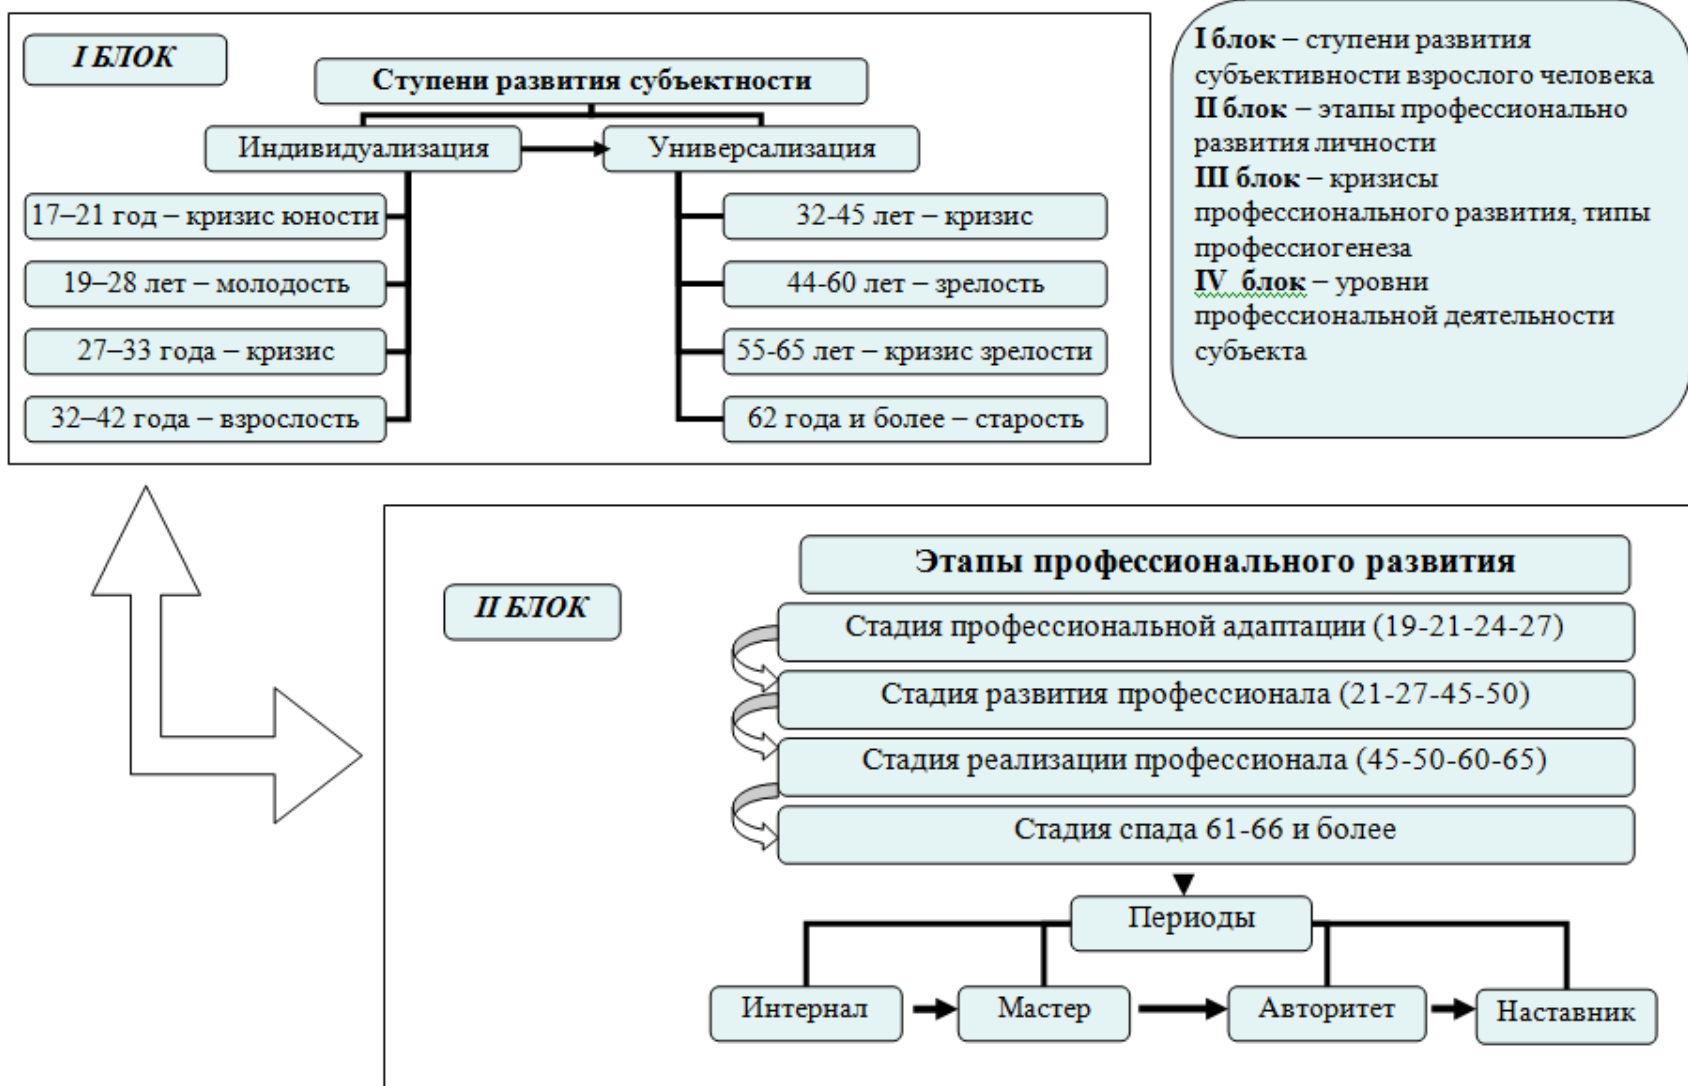 I БЛОК
Ступени развития субъектности
Индивидуализация
Универсализация
17–21 год – кризис юности
19–28 лет – молодость
27–33 года – кризис
32–42 года – взрослость
32-45 лет – кризис
44-60 лет – зрелость
55-65 лет – кризис зрелости
62 года и более – старость
I блок – ступени развития
субъективности взрослого человека
II блок – этапы профессионально
развития личности
III блок – кризисы
профессионального развития, типы
профессиогенеза
IV блок – уровни
профессиональной деятельности
субъекта
II БЛОК
Этапы профессионального развития
Стадия профессиональной адаптации (19-21-24-27)
Стадия развития профессионала (21-27-45-50)
Стадия реализации профессионала (45-50-60-65)
Стадия спада 61-66 и более
Периоды
Интернал
Мастер
Авторитет
Наставник